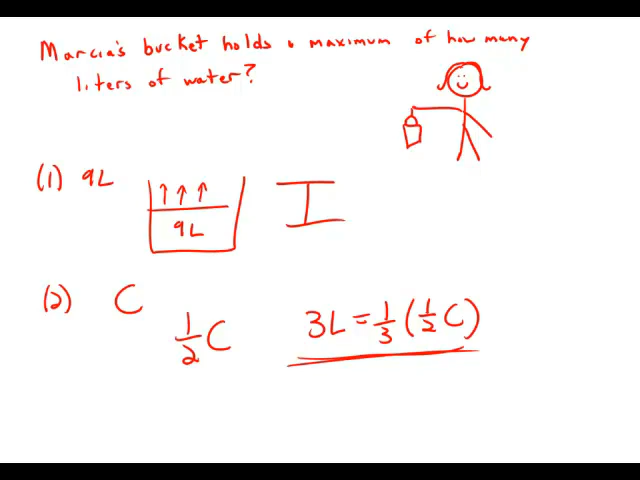 Marcia's bucket holds a maximum of how many
liters of water?
(1) 9L
9L
I
(2) C
1/2 C
3L = 1/3 (1/2 C)